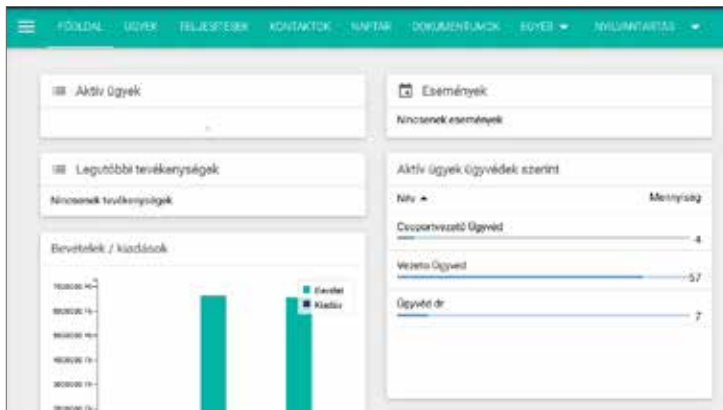 FŐOLDAL ÜGYEK TELJESÍTÉSEK KONTAKTOK NAPTÁR DOKUMENTUMOK EGYÉB NYILVÁNTARTÁS
Aktív ügyek
Legutóbbi tevékenységek
Nincsenek tevékenységek
Bevételek / kiadások
Bevétel
Kiadás
Események
Nincsenek események
Aktív ügyek ügyvédek szerint
Név Mennyiség
Csoportvezető Ügyvéd
4
Vezető Ügyvéd
57
Ügyvéd dr
7